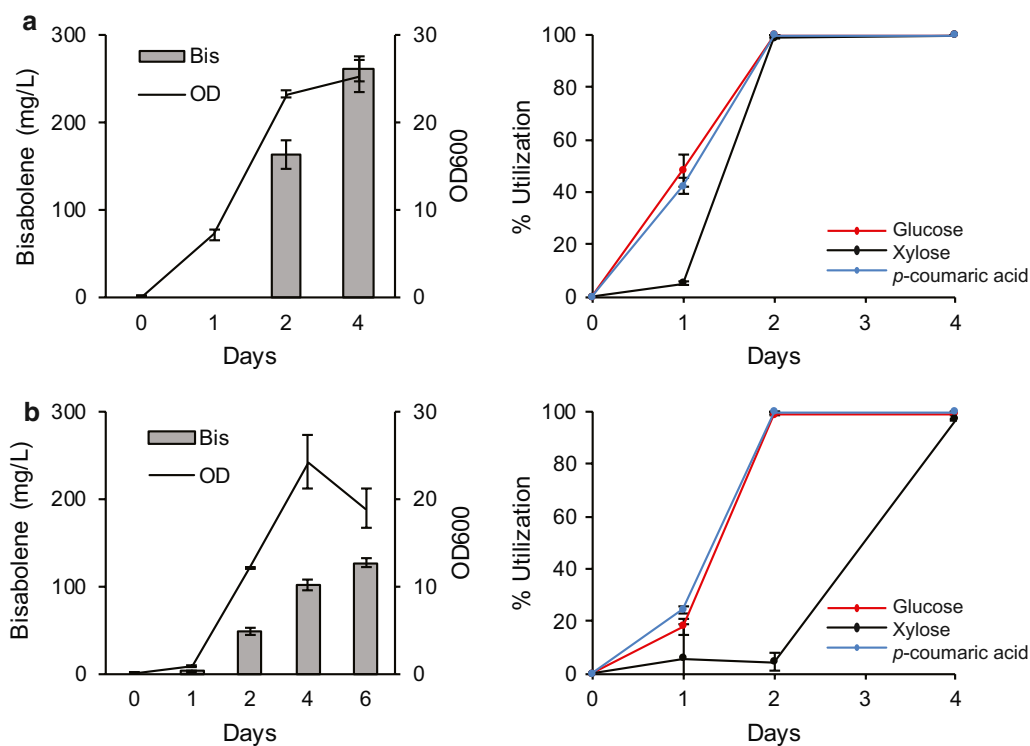 a
Bisabolene (mg/L)
300
200
100
0
Bis
OD
30
20
10
0
OD600
0 1 2 4
Days
% Utilization
100
80
60
40
20
0
Glucose
Xylose
p-coumaric acid
0 1 2 3 4
Days
b
Bisabolene (mg/L)
300
200
100
0
Bis
OD
30
20
10
0
OD600
0 1 2 4 6
Days
% Utilization
100
80
60
40
20
0
Glucose
Xylose
p-coumaric acid
0 1 2 3 4
Days